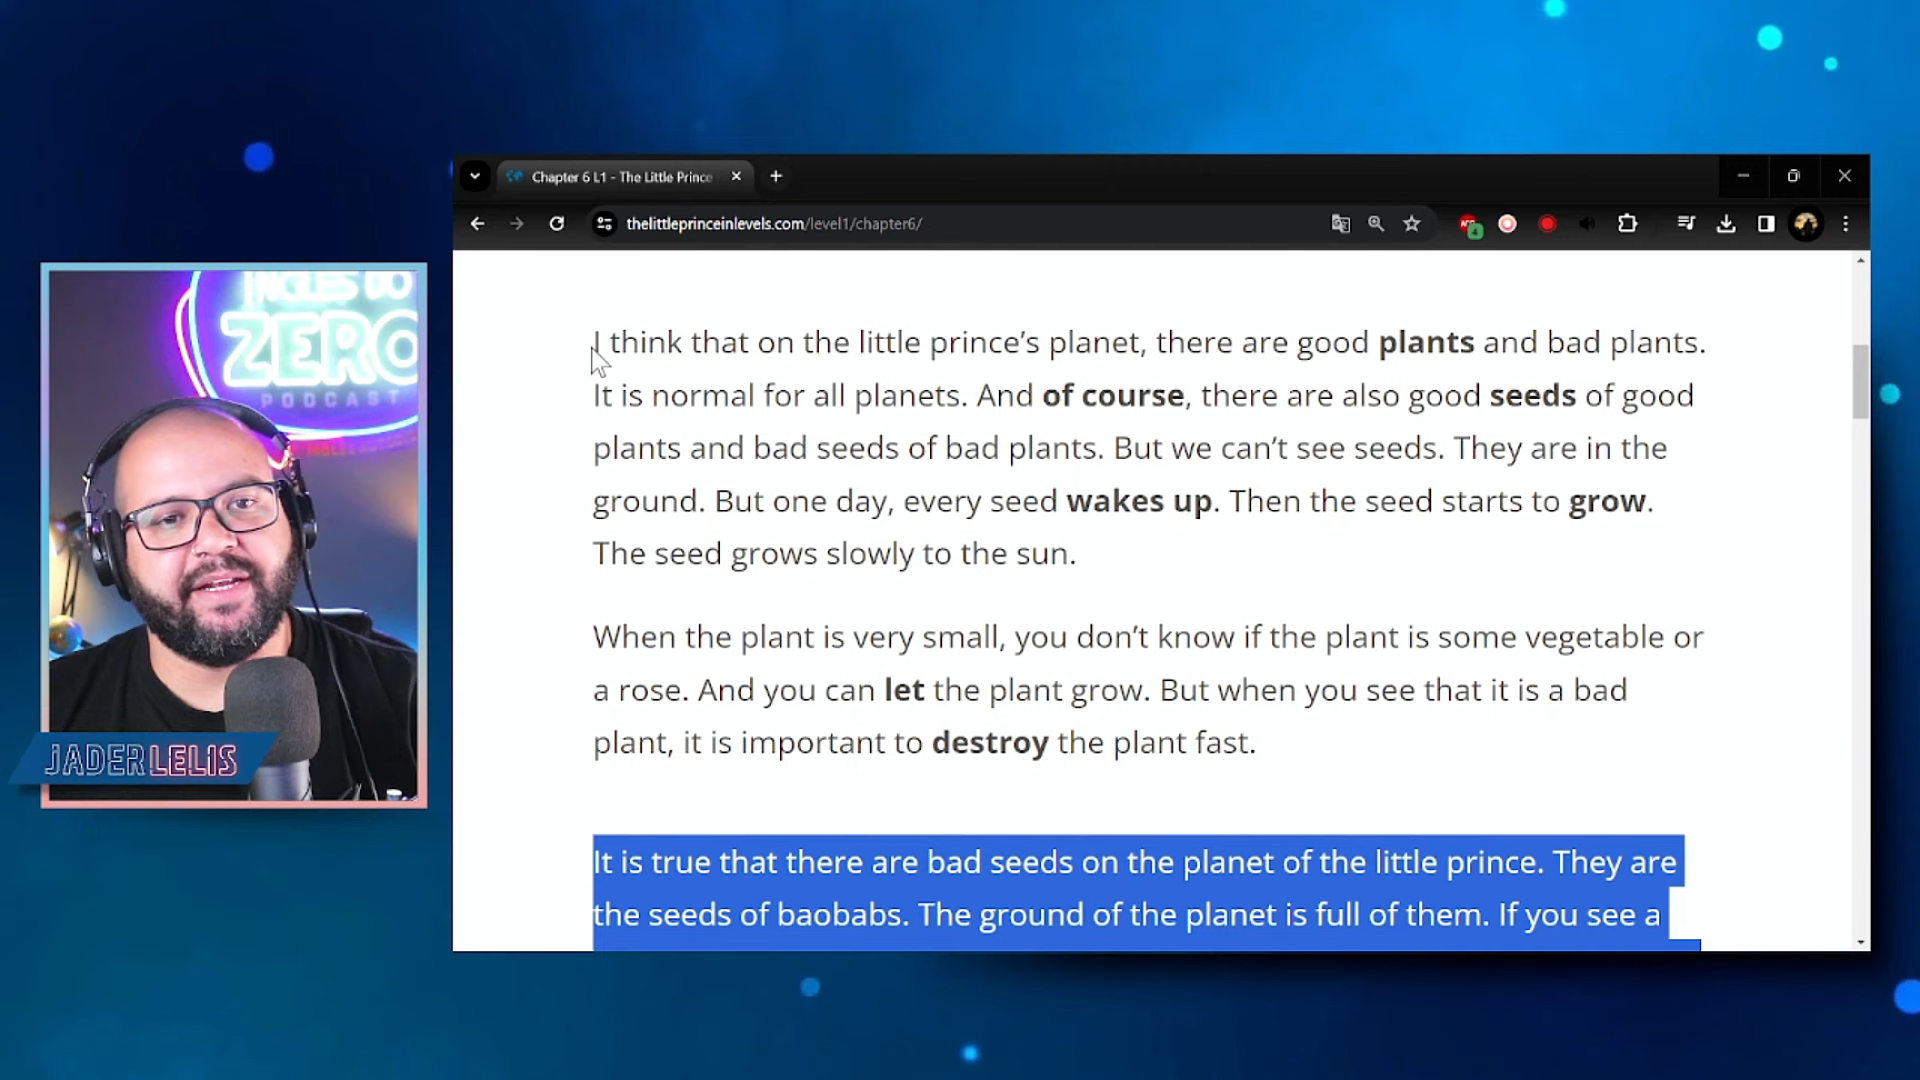 Chapter 6 L1 - The Little Prince
thelittleprinceinlevels.com/level1/chapter6/
ZERO
PODCAST
JADER LELIS
I think that on the little prince’s planet, there are good plants and bad plants.
It is normal for all planets. And of course, there are also good seeds of good
plants and bad seeds of bad plants. But we can’t see seeds. They are in the
ground. But one day, every seed wakes up. Then the seed starts to grow.
The seed grows slowly to the sun.
When the plant is very small, you don’t know if the plant is some vegetable or
a rose. And you can let the plant grow. But when you see that it is a bad
plant, it is important to destroy the plant fast.
It is true that there are bad seeds on the planet of the little prince. They are
the seeds of baobabs. The ground of the planet is full of them. If you see a